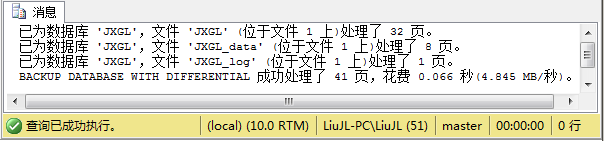 消息
已为数据库 'JXGL'，文件 'JXGL' (位于文件 1 上)处理了 32 页。
已为数据库 'JXGL'，文件 'JXGL_data' (位于文件 1 上)处理了 8 页。
已为数据库 'JXGL'，文件 'JXGL_log' (位于文件 1 上)处理了 1 页。
BACKUP DATABASE WITH DIFFERENTIAL 成功处理了 41 页，花费 0.066 秒(4.845 MB/秒)。
查询已成功执行。 (local) (10.0 RTM) LiuJL-PC\LiuJL (51) master 00:00:00 0 行